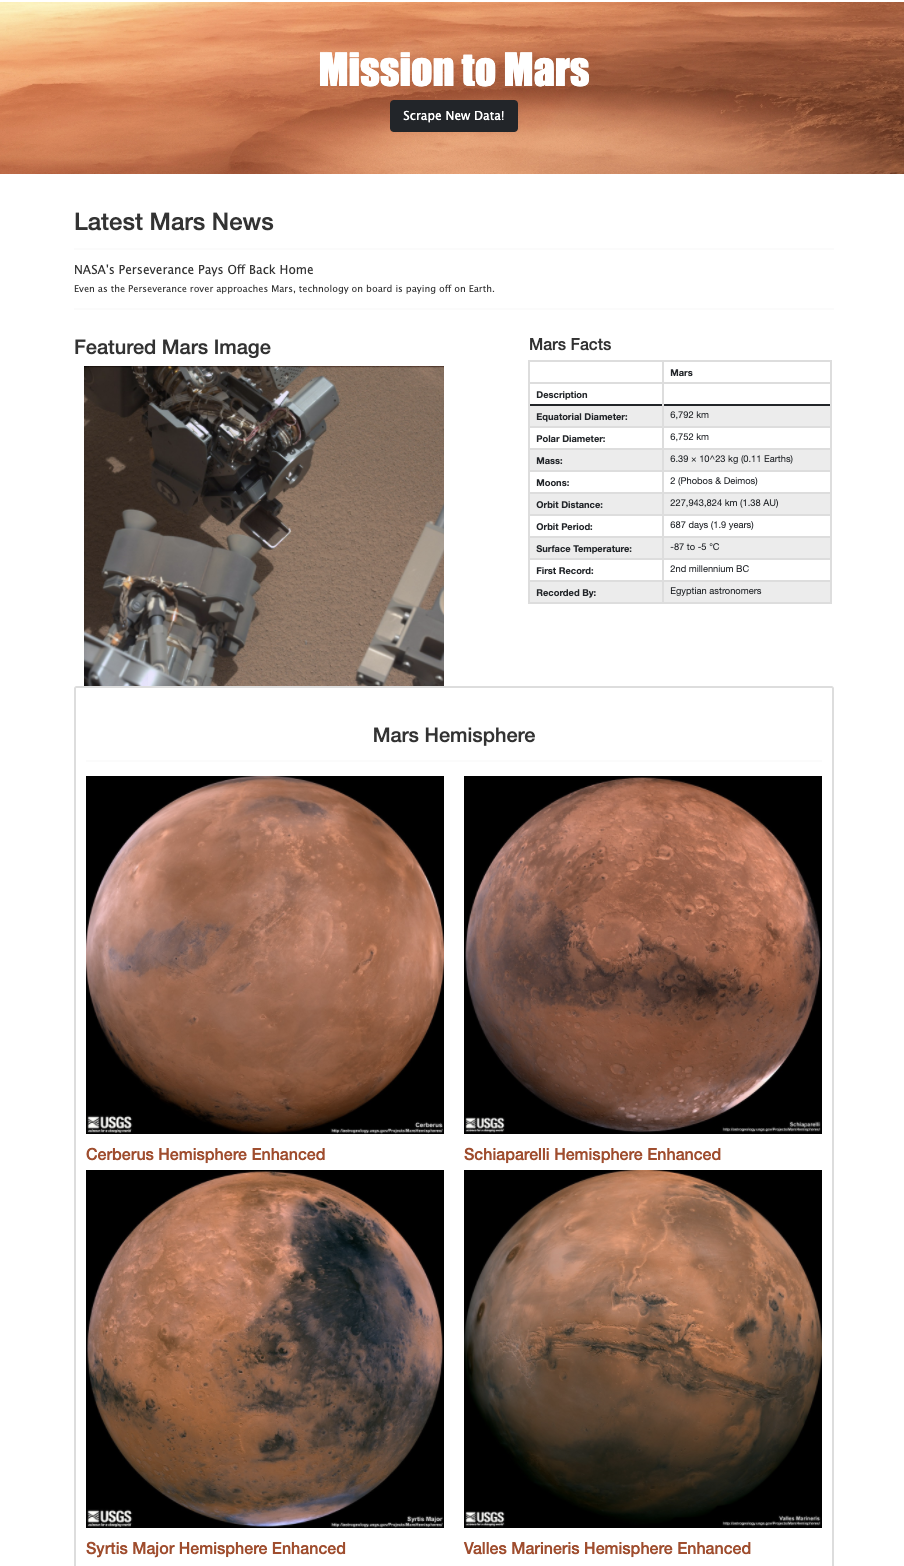 Mission to Mars
Scrape New Data!
Latest Mars News
NASA's Perseverance Pays Off Back Home
Even as the Perseverance rover approaches Mars, technology on board is paying off on Earth.
Featured Mars Image
Mars Facts
Mars
Description
Equatorial Diameter: 6,792 km
Polar Diameter: 6,752 km
Mass: 6.39 × 10^23 kg (0.11 Earths)
Moons: 2 (Phobos & Deimos)
Orbit Distance: 227,943,824 km (1.38 AU)
Orbit Period: 687 days (1.9 years)
Surface Temperature: -87 to -5 °C
First Record: 2nd millennium BC
Recorded By: Egyptian astronomers
Mars Hemisphere
USGS
Cerberus
USGS
Schiaparelli
Cerberus Hemisphere Enhanced
Schiaparelli Hemisphere Enhanced
USGS
Syrtis Major
USGS
Valles Marineris
Syrtis Major Hemisphere Enhanced
Valles Marineris Hemisphere Enhanced